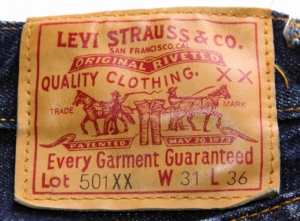 LEVI STRAUSS & CO.
SAN FRANCISCO, CAL.
ORIGINAL RIVETED
QUALITY CLOTHING. XX
TRADE MARK
PATENTED MAY 20 1873
Every Garment Guaranteed
Lot 501XX W 31 L 36